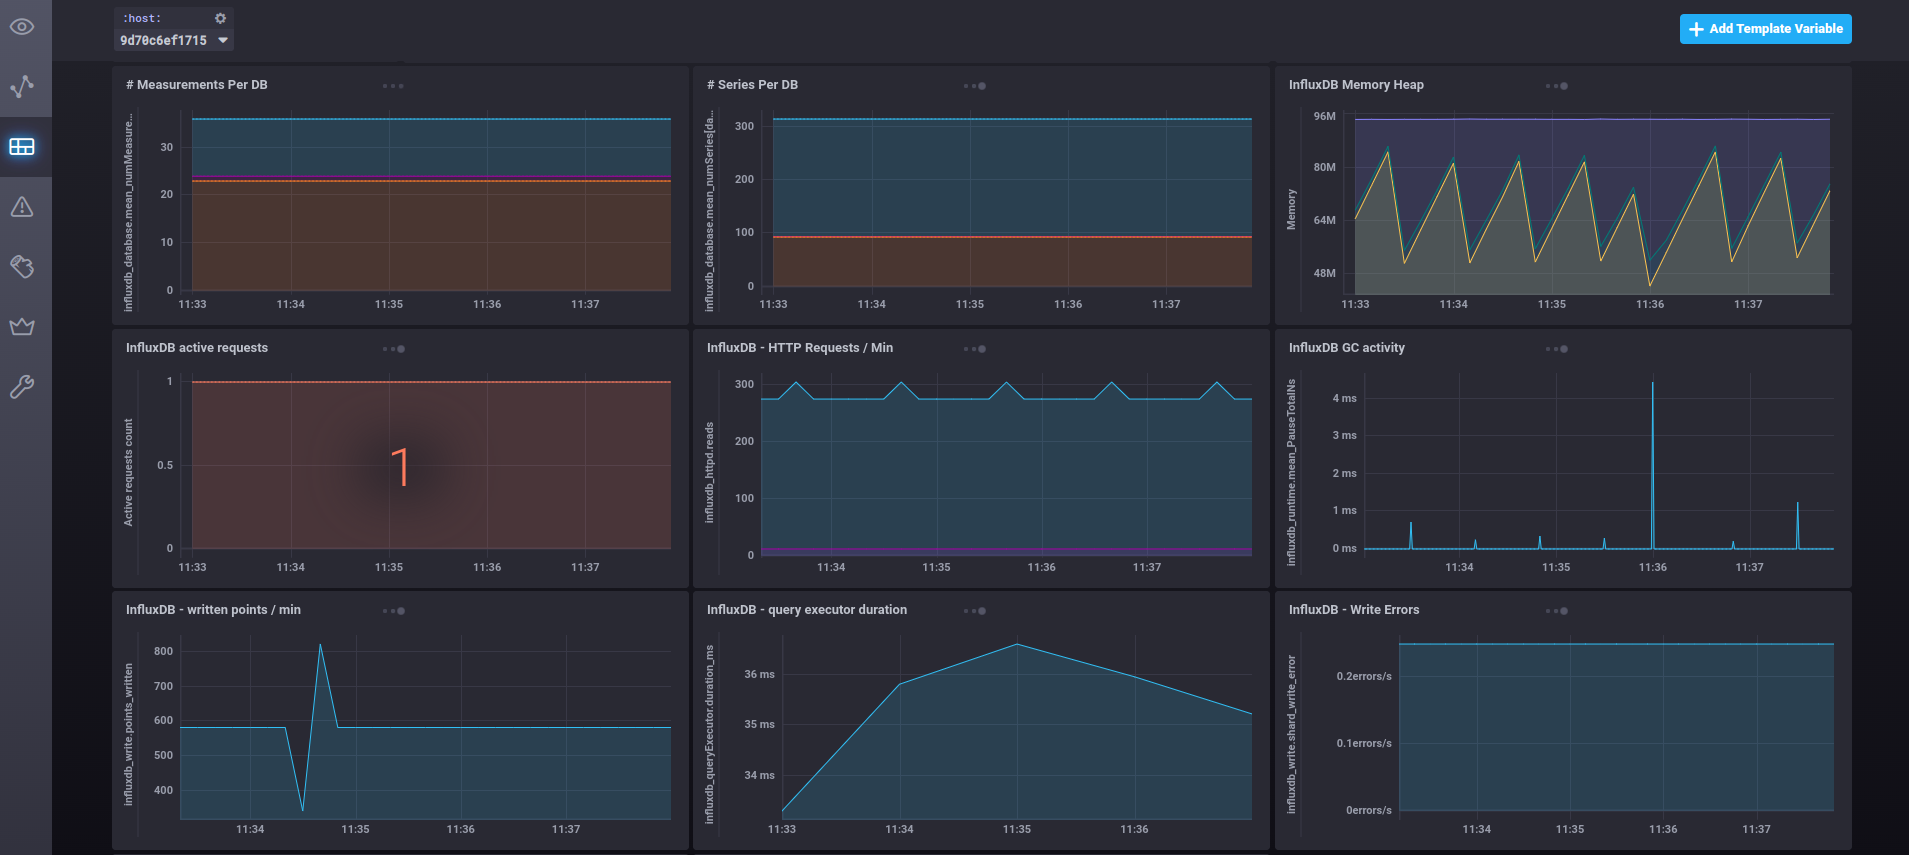 :host:
9d70c6ef1715
Add Template Variable
# Measurements Per DB
influxdb_database.mean_numMeasure...
30
20
10
0
11:33 11:34 11:35 11:36 11:37
# Series Per DB
influxdb_database.mean_numSeries[da...
300
200
100
0
11:33 11:34 11:35 11:36 11:37
InfluxDB Memory Heap
Memory
96M
80M
64M
48M
11:33 11:34 11:35 11:36 11:37
InfluxDB active requests
Active requests count
1
0.5
0
1
11:33 11:34 11:35 11:36 11:37
InfluxDB - HTTP Requests / Min
influxdb_httpd.reads
300
200
100
0
11:34 11:35 11:36 11:37
InfluxDB GC activity
influxdb_runtime.mean_PauseTotalNs
4 ms
3 ms
2 ms
1 ms
0 ms
11:34 11:35 11:36 11:37
InfluxDB - written points / min
influxdb_write.points_written
800
700
600
500
400
11:34 11:35 11:36 11:37
InfluxDB - query executor duration
influxdb_queryExecutor.duration_ms
36 ms
35 ms
34 ms
11:33 11:34 11:35 11:36
InfluxDB - Write Errors
influxdb_write.shard_write_error
0.2errors/s
0.1errors/s
0errors/s
11:34 11:35 11:36 11:37